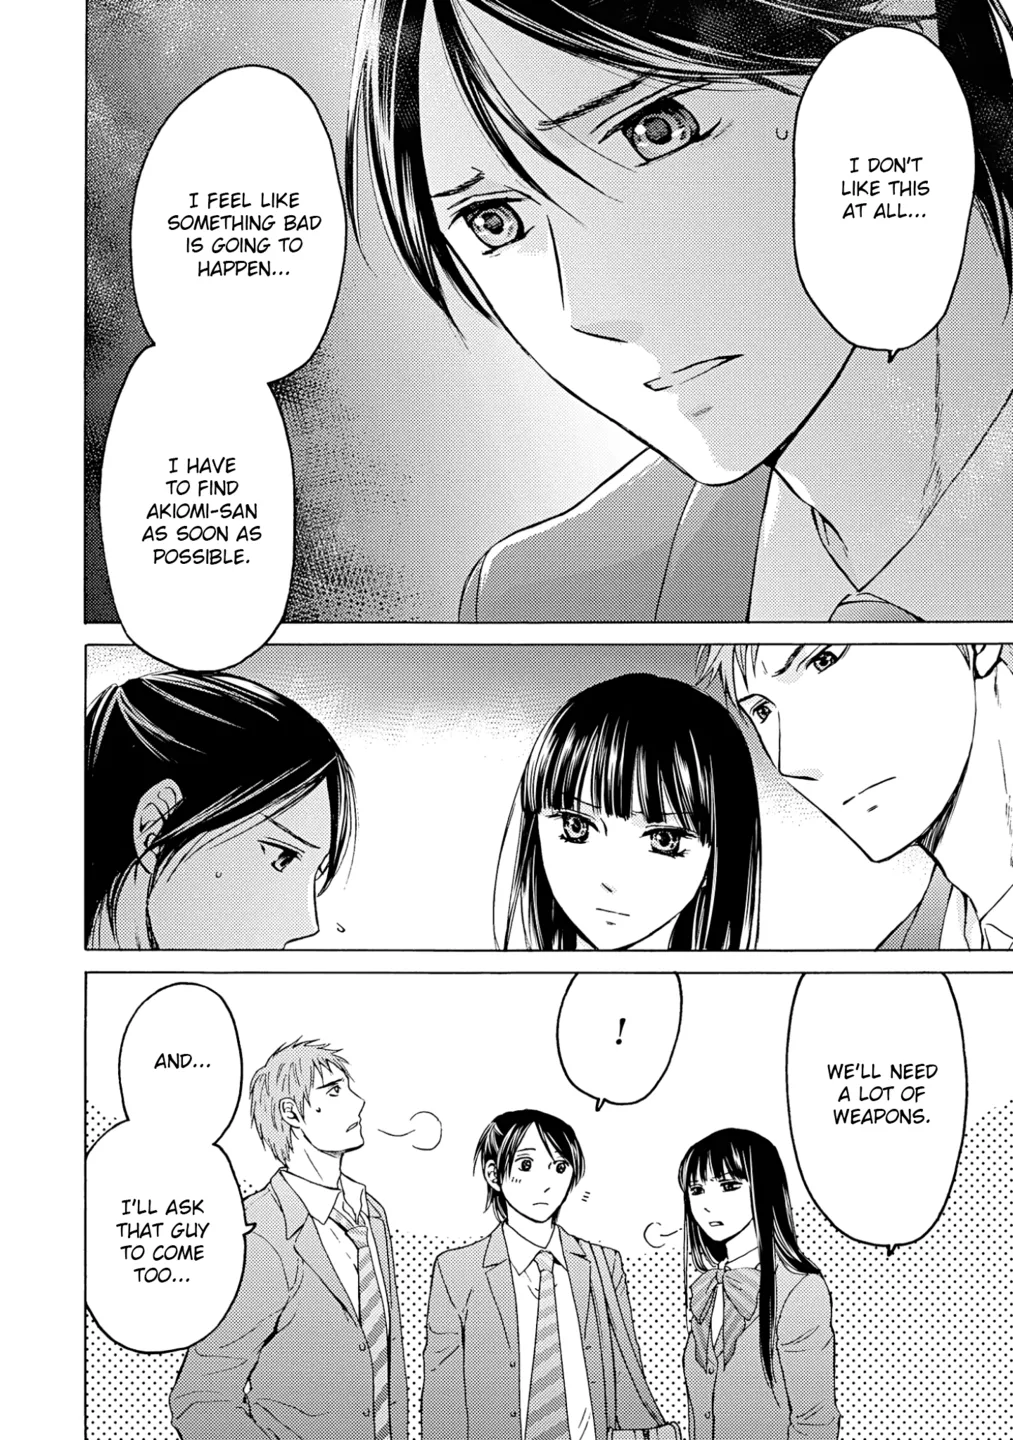 I DON'T
LIKE THIS
AT ALL...
I FEEL LIKE
SOMETHING BAD
IS GOING TO
HAPPEN...
I HAVE
TO FIND
AKIOMI-SAN
AS SOON AS
POSSIBLE.
WE'LL NEED
A LOT OF
WEAPONS.
!
AND...
I'LL ASK
THAT GUY
TO COME
TOO...